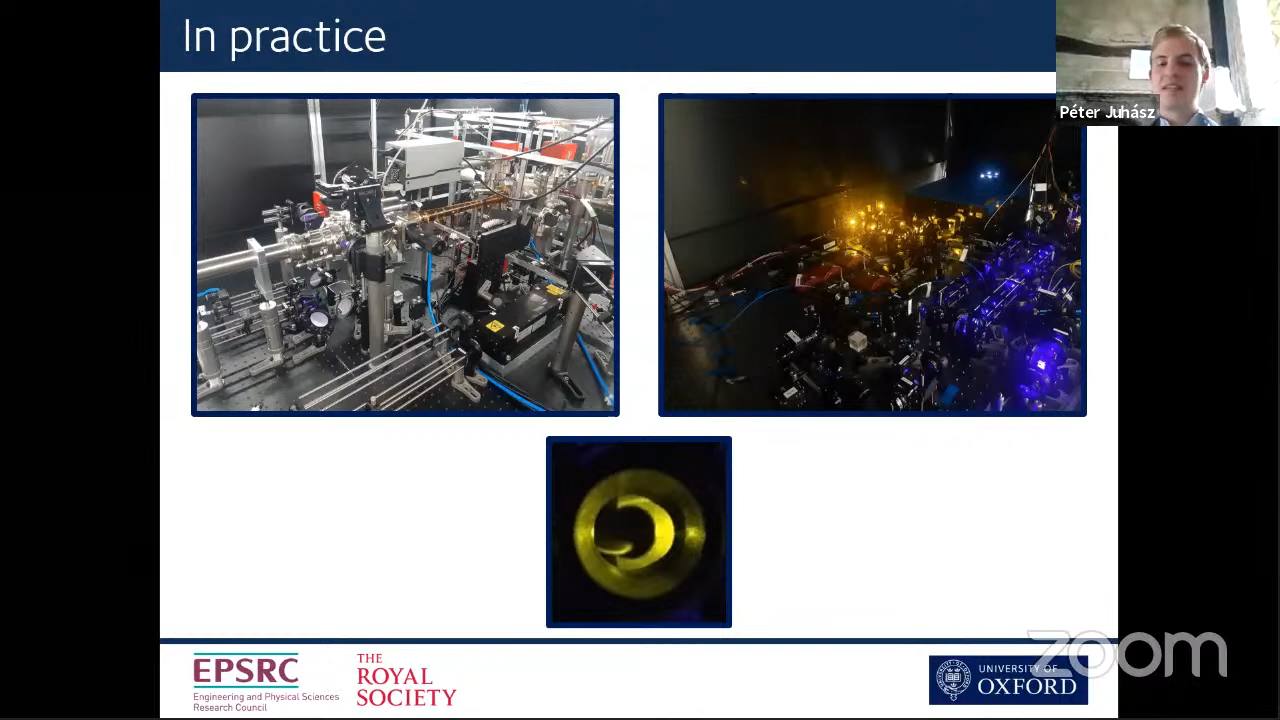 In practice
Péter Juhász
EPSRC
Engineering and Physical Sciences
Research Council
THE
ROYAL
SOCIETY
UNIVERSITY OF
OXFORD
zoom